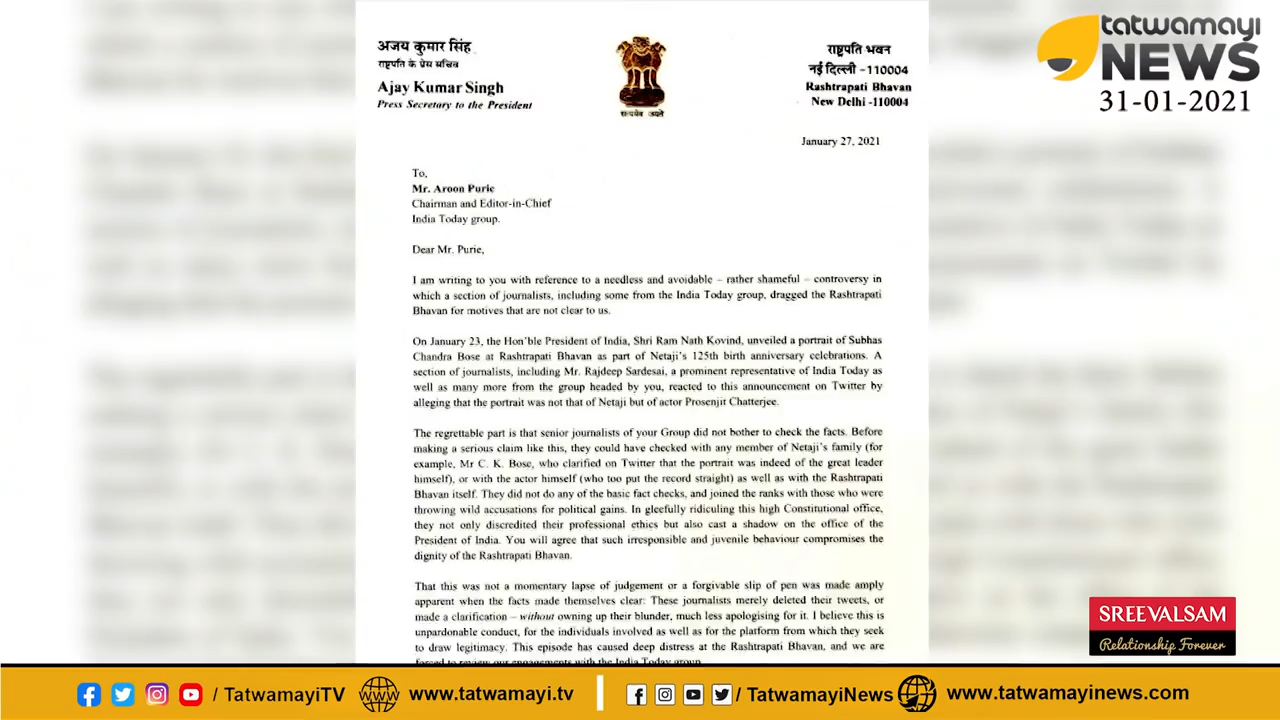 अजय कुमार सिंह
राष्ट्रपति के प्रेस सचिव
Ajay Kumar Singh
Press Secretary to the President
सत्यमेव जयते
राष्ट्रपति भवन
नई दिल्ली -110004
Rashtrapati Bhavan
New Delhi -110004
tatwamayi
NEWS
31-01-2021
January 27, 2021
To,
Mr. Aroon Purie
Chairman and Editor-in-Chief
India Today group.
Dear Mr. Purie,
I am writing to you with reference to a needless and avoidable – rather shameful – controversy in
which a section of journalists, including some from the India Today group, dragged the Rashtrapati
Bhavan for motives that are not clear to us.
On January 23, the Hon'ble President of India, Shri Ram Nath Kovind, unveiled a portrait of Subhas
Chandra Bose at Rashtrapati Bhavan as part of Netaji's 125th birth anniversary celebrations. A
section of journalists, including Mr. Rajdeep Sardesai, a prominent representative of India Today as
well as many more from the group headed by you, reacted to this announcement on Twitter by
alleging that the portrait was not that of Netaji but of actor Prosenjit Chatterjee.
The regrettable part is that senior journalists of your Group did not bother to check the facts. Before
making a serious claim like this, they could have checked with any member of Netaji's family (for
example, Mr C. K. Bose, who clarified on Twitter that the portrait was indeed of the great leader
himself), or with the actor himself (who too put the record straight) as well as with the Rashtrapati
Bhavan itself. They did not do any of the basic fact checks, and joined the ranks with those who were
throwing wild accusations for political gains. In gleefully ridiculing this high Constitutional office,
they not only discredited their professional ethics but also cast a shadow on the office of the
President of India. You will agree that such irresponsible and juvenile behaviour compromises the
dignity of the Rashtrapati Bhavan.
That this was not a momentary lapse of judgement or a forgivable slip of pen was made amply
apparent when the facts made themselves clear: These journalists merely deleted their tweets, or
made a clarification – without owning up their blunder, much less apologising for it. I believe this is
unpardonable conduct, for the individuals involved as well as for the platform from which they seek
to draw legitimacy. This episode has caused deep distress at the Rashtrapati Bhavan, and we are
forced to review our engagements with the India Today group.
SREEVALSAM
Relationship Forever
/ TatwamayiTV
www.tatwamayi.tv
/ TatwamayiNews
www.tatwamayinews.com